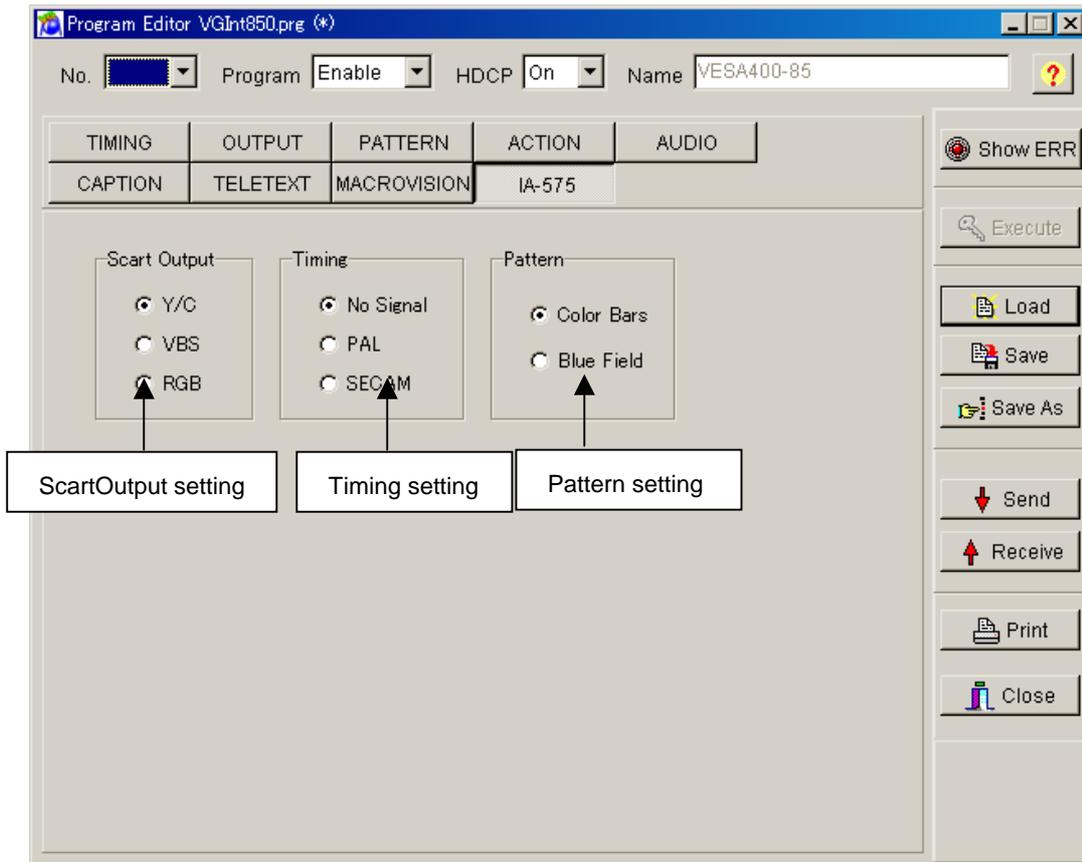 Program Editor VGInt850.prg (*)
No. Program Enable HDCP On Name VESA400-85
TIMING OUTPUT PATTERN ACTION AUDIO
CAPTION TELETEXT MACROVISION IA-575
Show ERR
Execute
Load
Save
Save As
Send
Receive
Print
Close
Scart Output
Y/C
VBS
RGB
Timing
No Signal
PAL
SECAM
Pattern
Color Bars
Blue Field
ScartOutput setting
Timing setting
Pattern setting